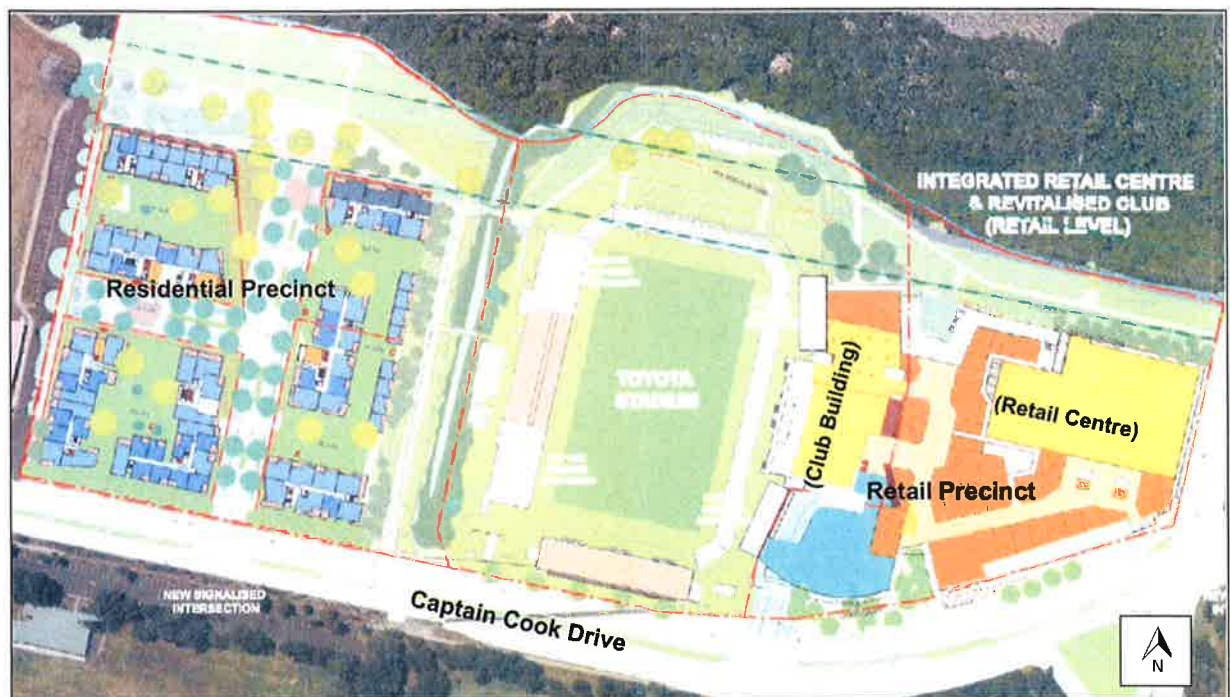 INTEGRATED RETAIL CENTRE
& REVITALISED CLUB
(RETAIL LEVEL)
Residential Precinct
TOYOTA
STADIUM
(Club Building)
(Retail Centre)
Retail Precinct
NEW SIGNALISED
INTERSECTION
Captain Cook Drive
N